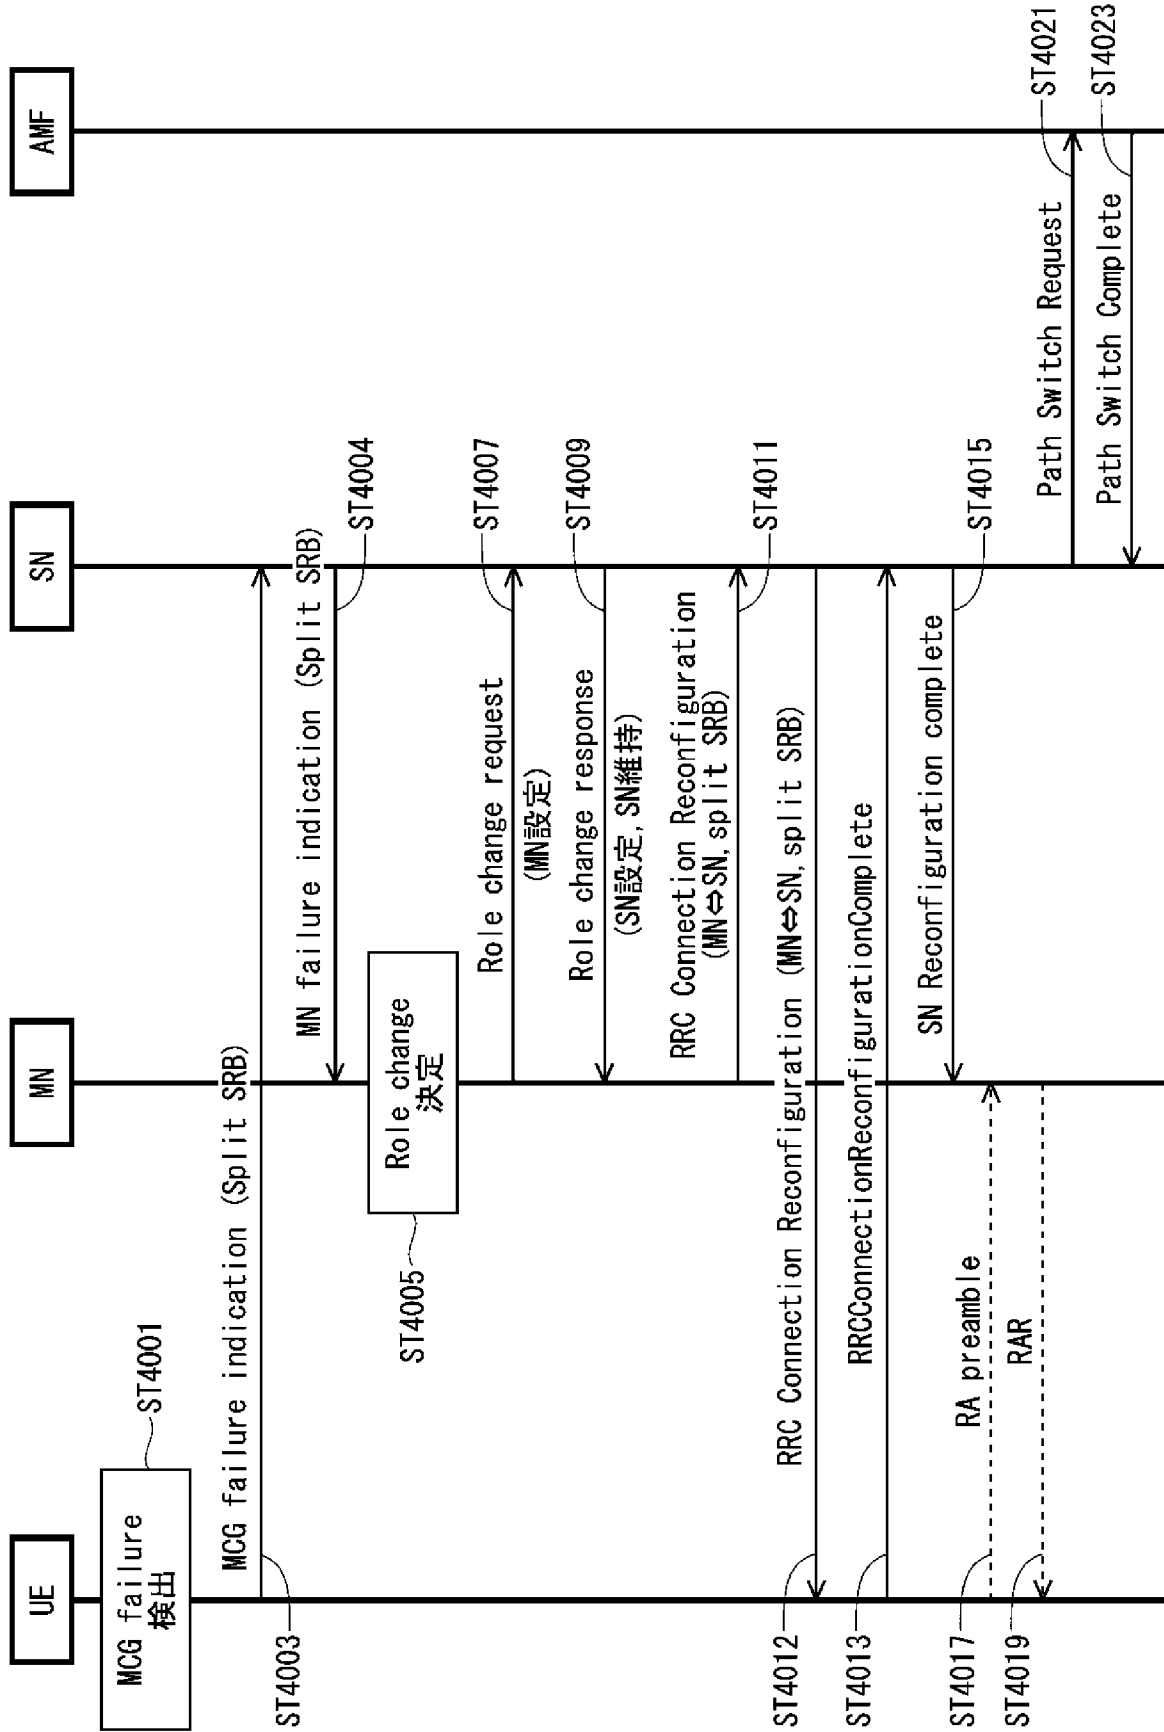 UE
MN
SN
AMF
MCG failure
検出
ST4001
MCG failure indication (Split SRB)
ST4003
MN failure indication (Split SRB)
ST4004
Role change
決定
ST4005
Role change request
(MN設定)
ST4007
Role change response
(SN設定, SN維持)
ST4009
RRC Connection Reconfiguration
(MN⇔SN, split SRB)
ST4011
RRC Connection Reconfiguration (MN⇔SN, split SRB)
ST4012
RRCConnectionReconfigurationComplete
ST4013
SN Reconfiguration complete
ST4015
RA preamble
ST4017
RAR
ST4019
Path Switch Request
ST4021
Path Switch Complete
ST4023